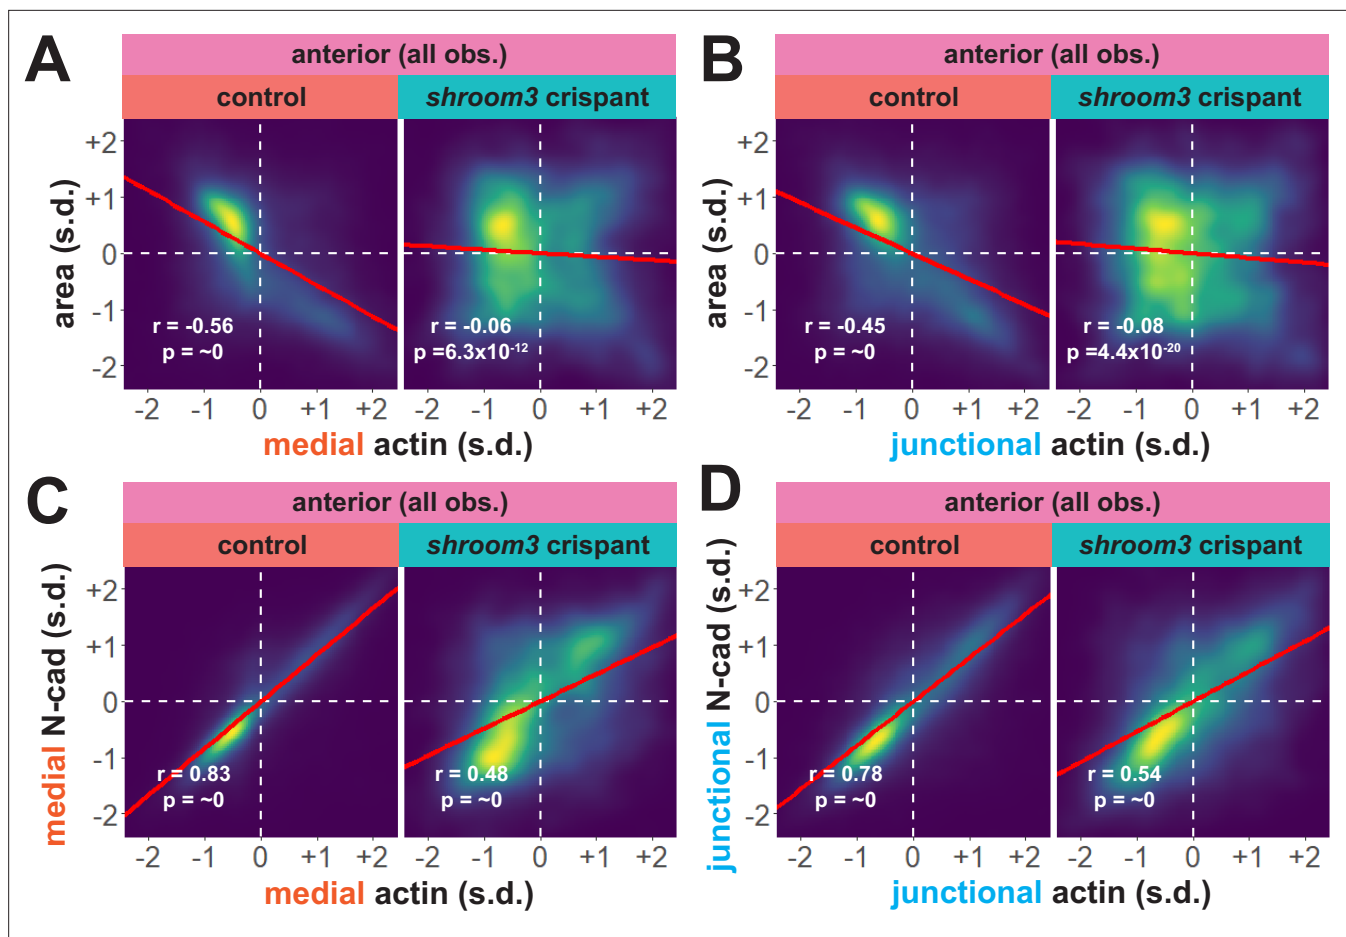 A
anterior (all obs.)
control
shroom3 crispant
area (s.d.)
+2
+1
0
-1
-2
r = -0.56
p = ~0
r = -0.06
p =6.3x10⁻¹²
-2 -1 0 +1 +2
-2 -1 0 +1 +2
medial actin (s.d.)
B
anterior (all obs.)
control
shroom3 crispant
area (s.d.)
+2
+1
0
-1
-2
r = -0.45
p = ~0
r = -0.08
p =4.4x10⁻²⁰
-2 -1 0 +1 +2
-2 -1 0 +1 +2
junctional actin (s.d.)
C
anterior (all obs.)
control
shroom3 crispant
medial N-cad (s.d.)
+2
+1
0
-1
-2
r = 0.83
p = ~0
r = 0.48
p = ~0
-2 -1 0 +1 +2
-2 -1 0 +1 +2
medial actin (s.d.)
D
anterior (all obs.)
control
shroom3 crispant
junctional N-cad (s.d.)
+2
+1
0
-1
-2
r = 0.78
p = ~0
r = 0.54
p = ~0
-2 -1 0 +1 +2
-2 -1 0 +1 +2
junctional actin (s.d.)